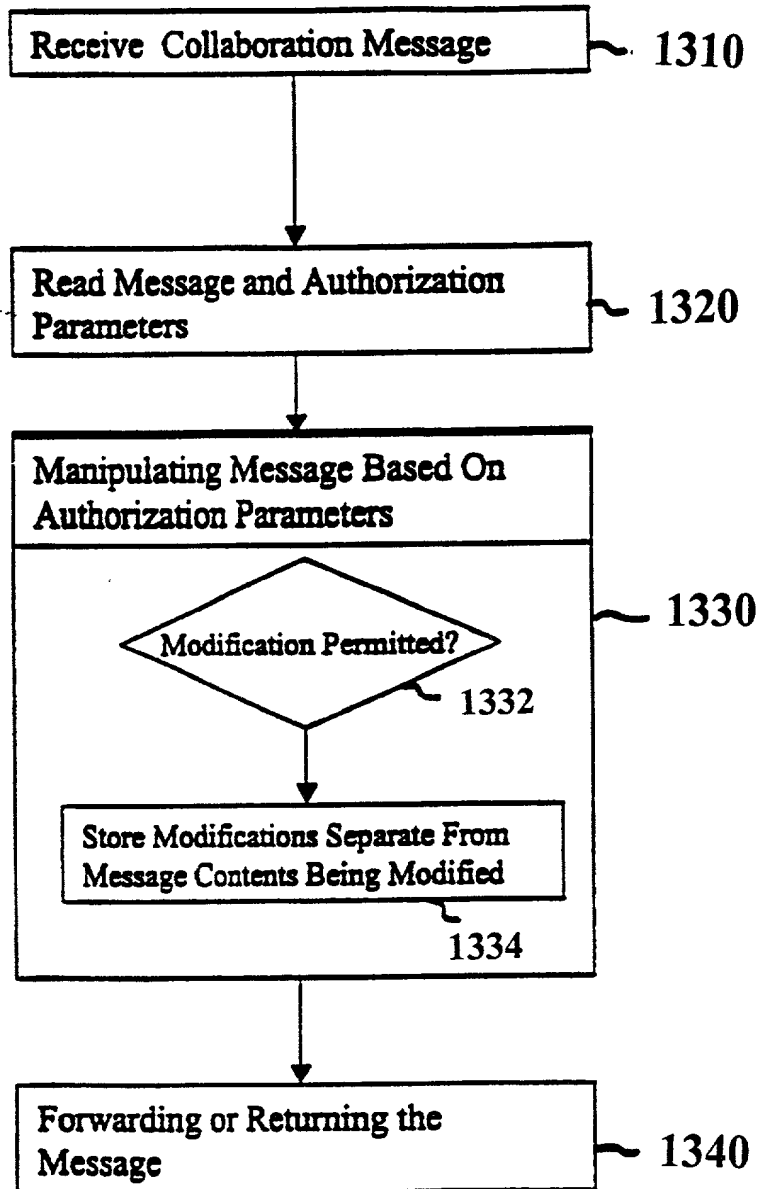 Receive Collaboration Message
1310
Read Message and Authorization
Parameters
1320
Manipulating Message Based On
Authorization Parameters
1330
Modification Permitted?
1332
Store Modifications Separate From
Message Contents Being Modified
1334
Forwarding or Returning the
Message
1340